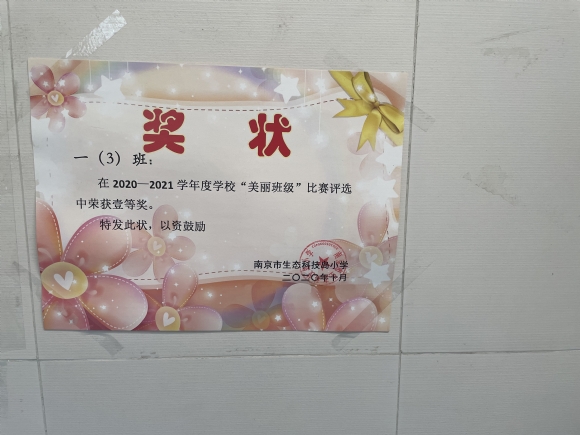 奖状
一（3）班：
在 2020—2021 学年度学校“美丽班级”比赛评选
中荣获壹等奖。
特发此状，以资鼓励
南京市生态科技岛小学
二〇二〇年十月